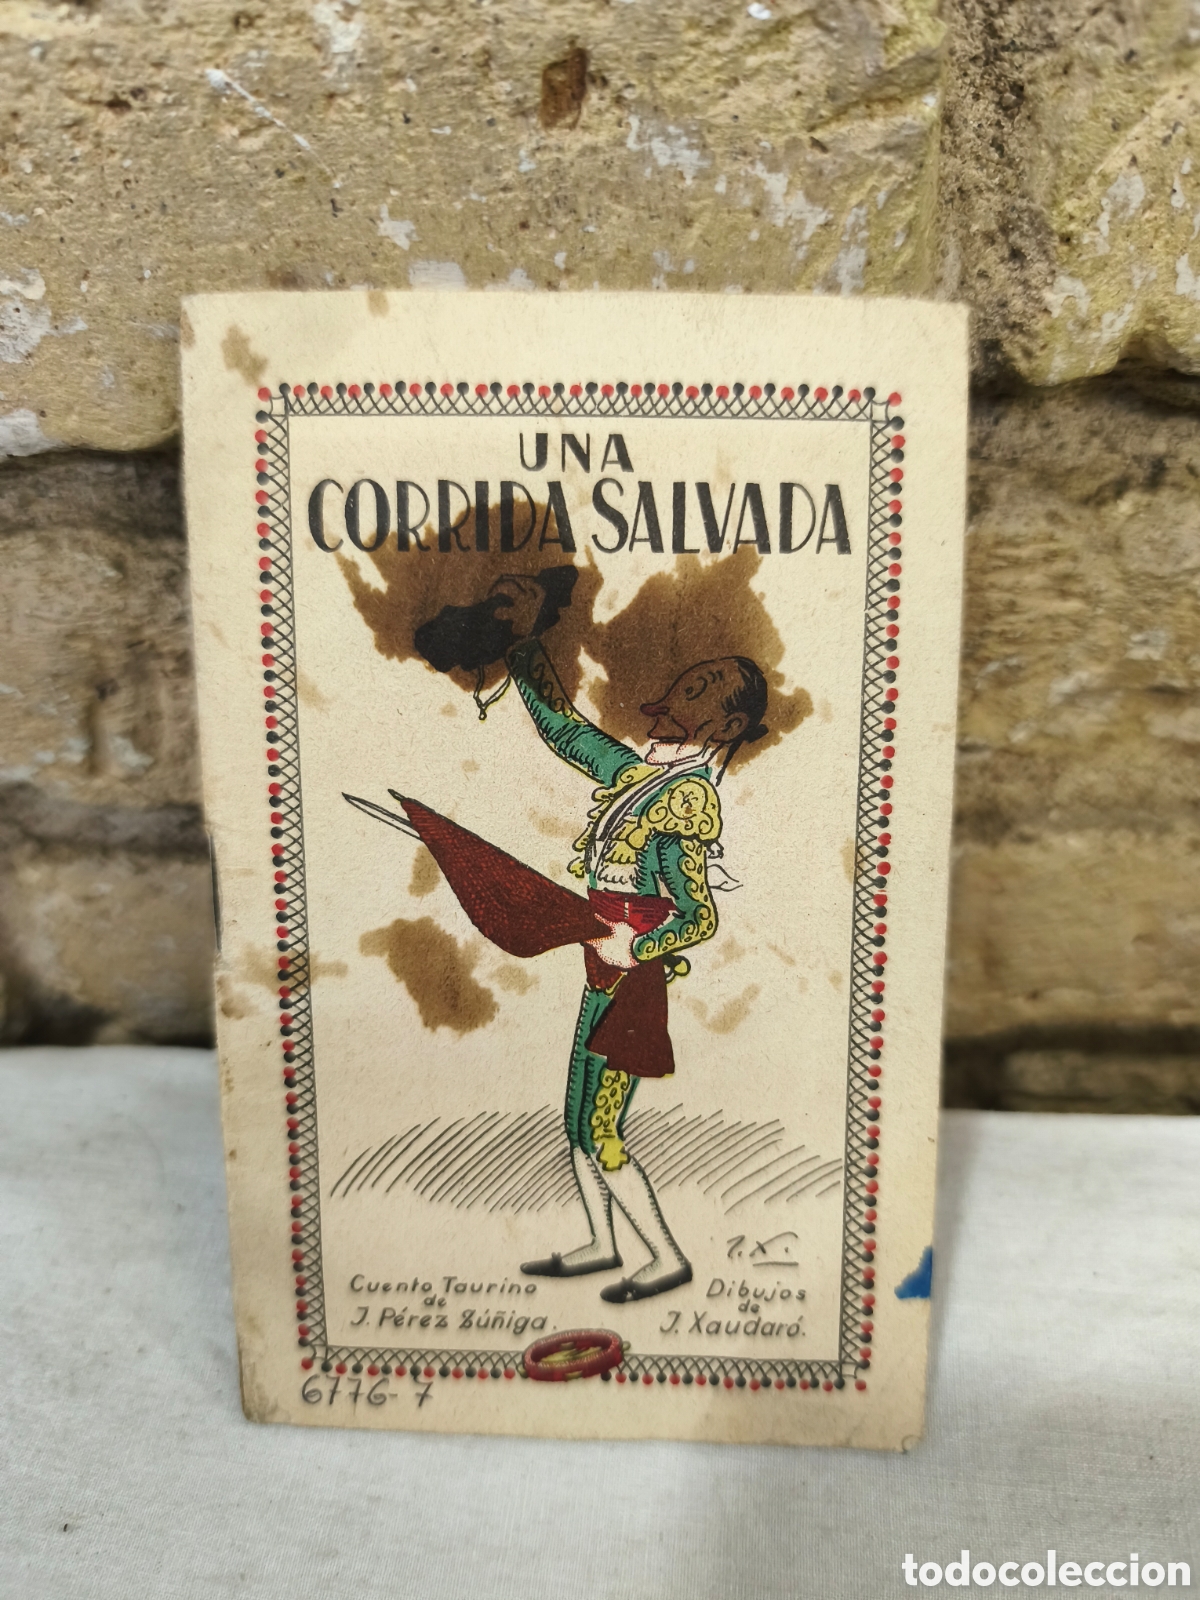 UNA
CORRIDA SALVADA
J.X.
Cuento Taurino
de
J. Pérez Zúñiga.
Dibujos
de
J. Xaudaró.
6776-7
todocoleccion